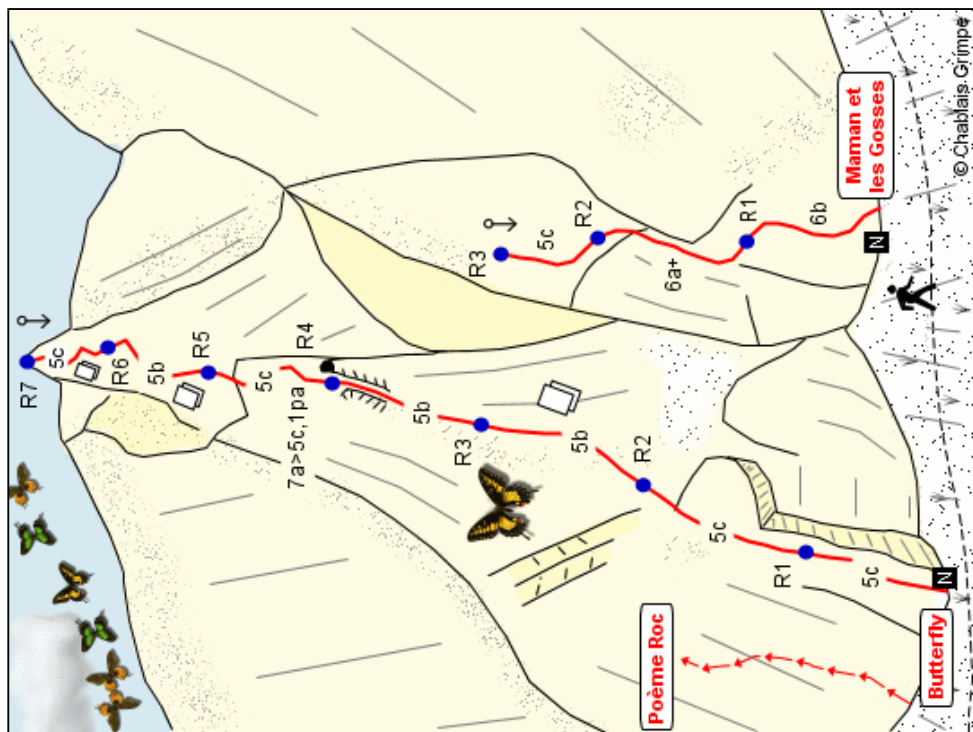 R7
5c
R6
5b
R5
5c
R4
7a>5c,1pa
5b
R3
5b
R2
5c
R1
5c
R3
5c
R2
6a+
R1
6b
Maman et
les Gosses
N
N
Poème Roc
Butterfly
© Chablais Grimpe